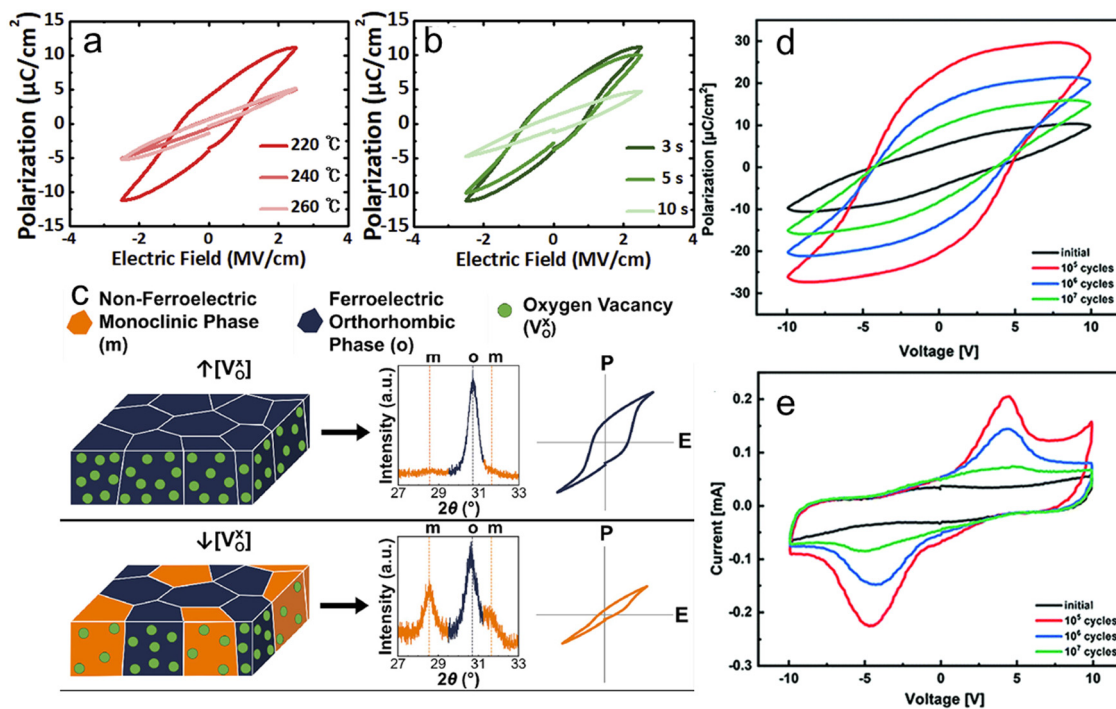 a
Polarization (μC/cm²)
15
10
5
0
-5
-10
-15
-4 -2 0 2 4
Electric Field (MV/cm)
220 ℃
240 ℃
260 ℃
b
Polarization (μC/cm²)
15
10
5
0
-5
-10
-15
-4 -2 0 2 4
Electric Field (MV/cm)
3 s
5 s
10 s
c
Non-Ferroelectric
Monoclinic Phase
(m)
Ferroelectric
Orthorhombic
Phase (o)
Oxygen Vacancy
(V_O^x)
↑[V_O^x]
m o m
Intensity (a.u.)
27 29 31 33
2θ (°)
P
E
↓[V_O^x]
m o m
Intensity (a.u.)
27 29 31 33
2θ (°)
P
E
d
Polarization [μC/cm²]
30
20
10
0
-10
-20
-30
-10 -5 0 5 10
Voltage [V]
initial
10⁵ cycles
10⁶ cycles
10⁷ cycles
e
Current [mA]
0.2
0.1
0.0
-0.1
-0.2
-0.3
-10 -5 0 5 10
Voltage [V]
initial
10⁵ cycles
10⁶ cycles
10⁷ cycles